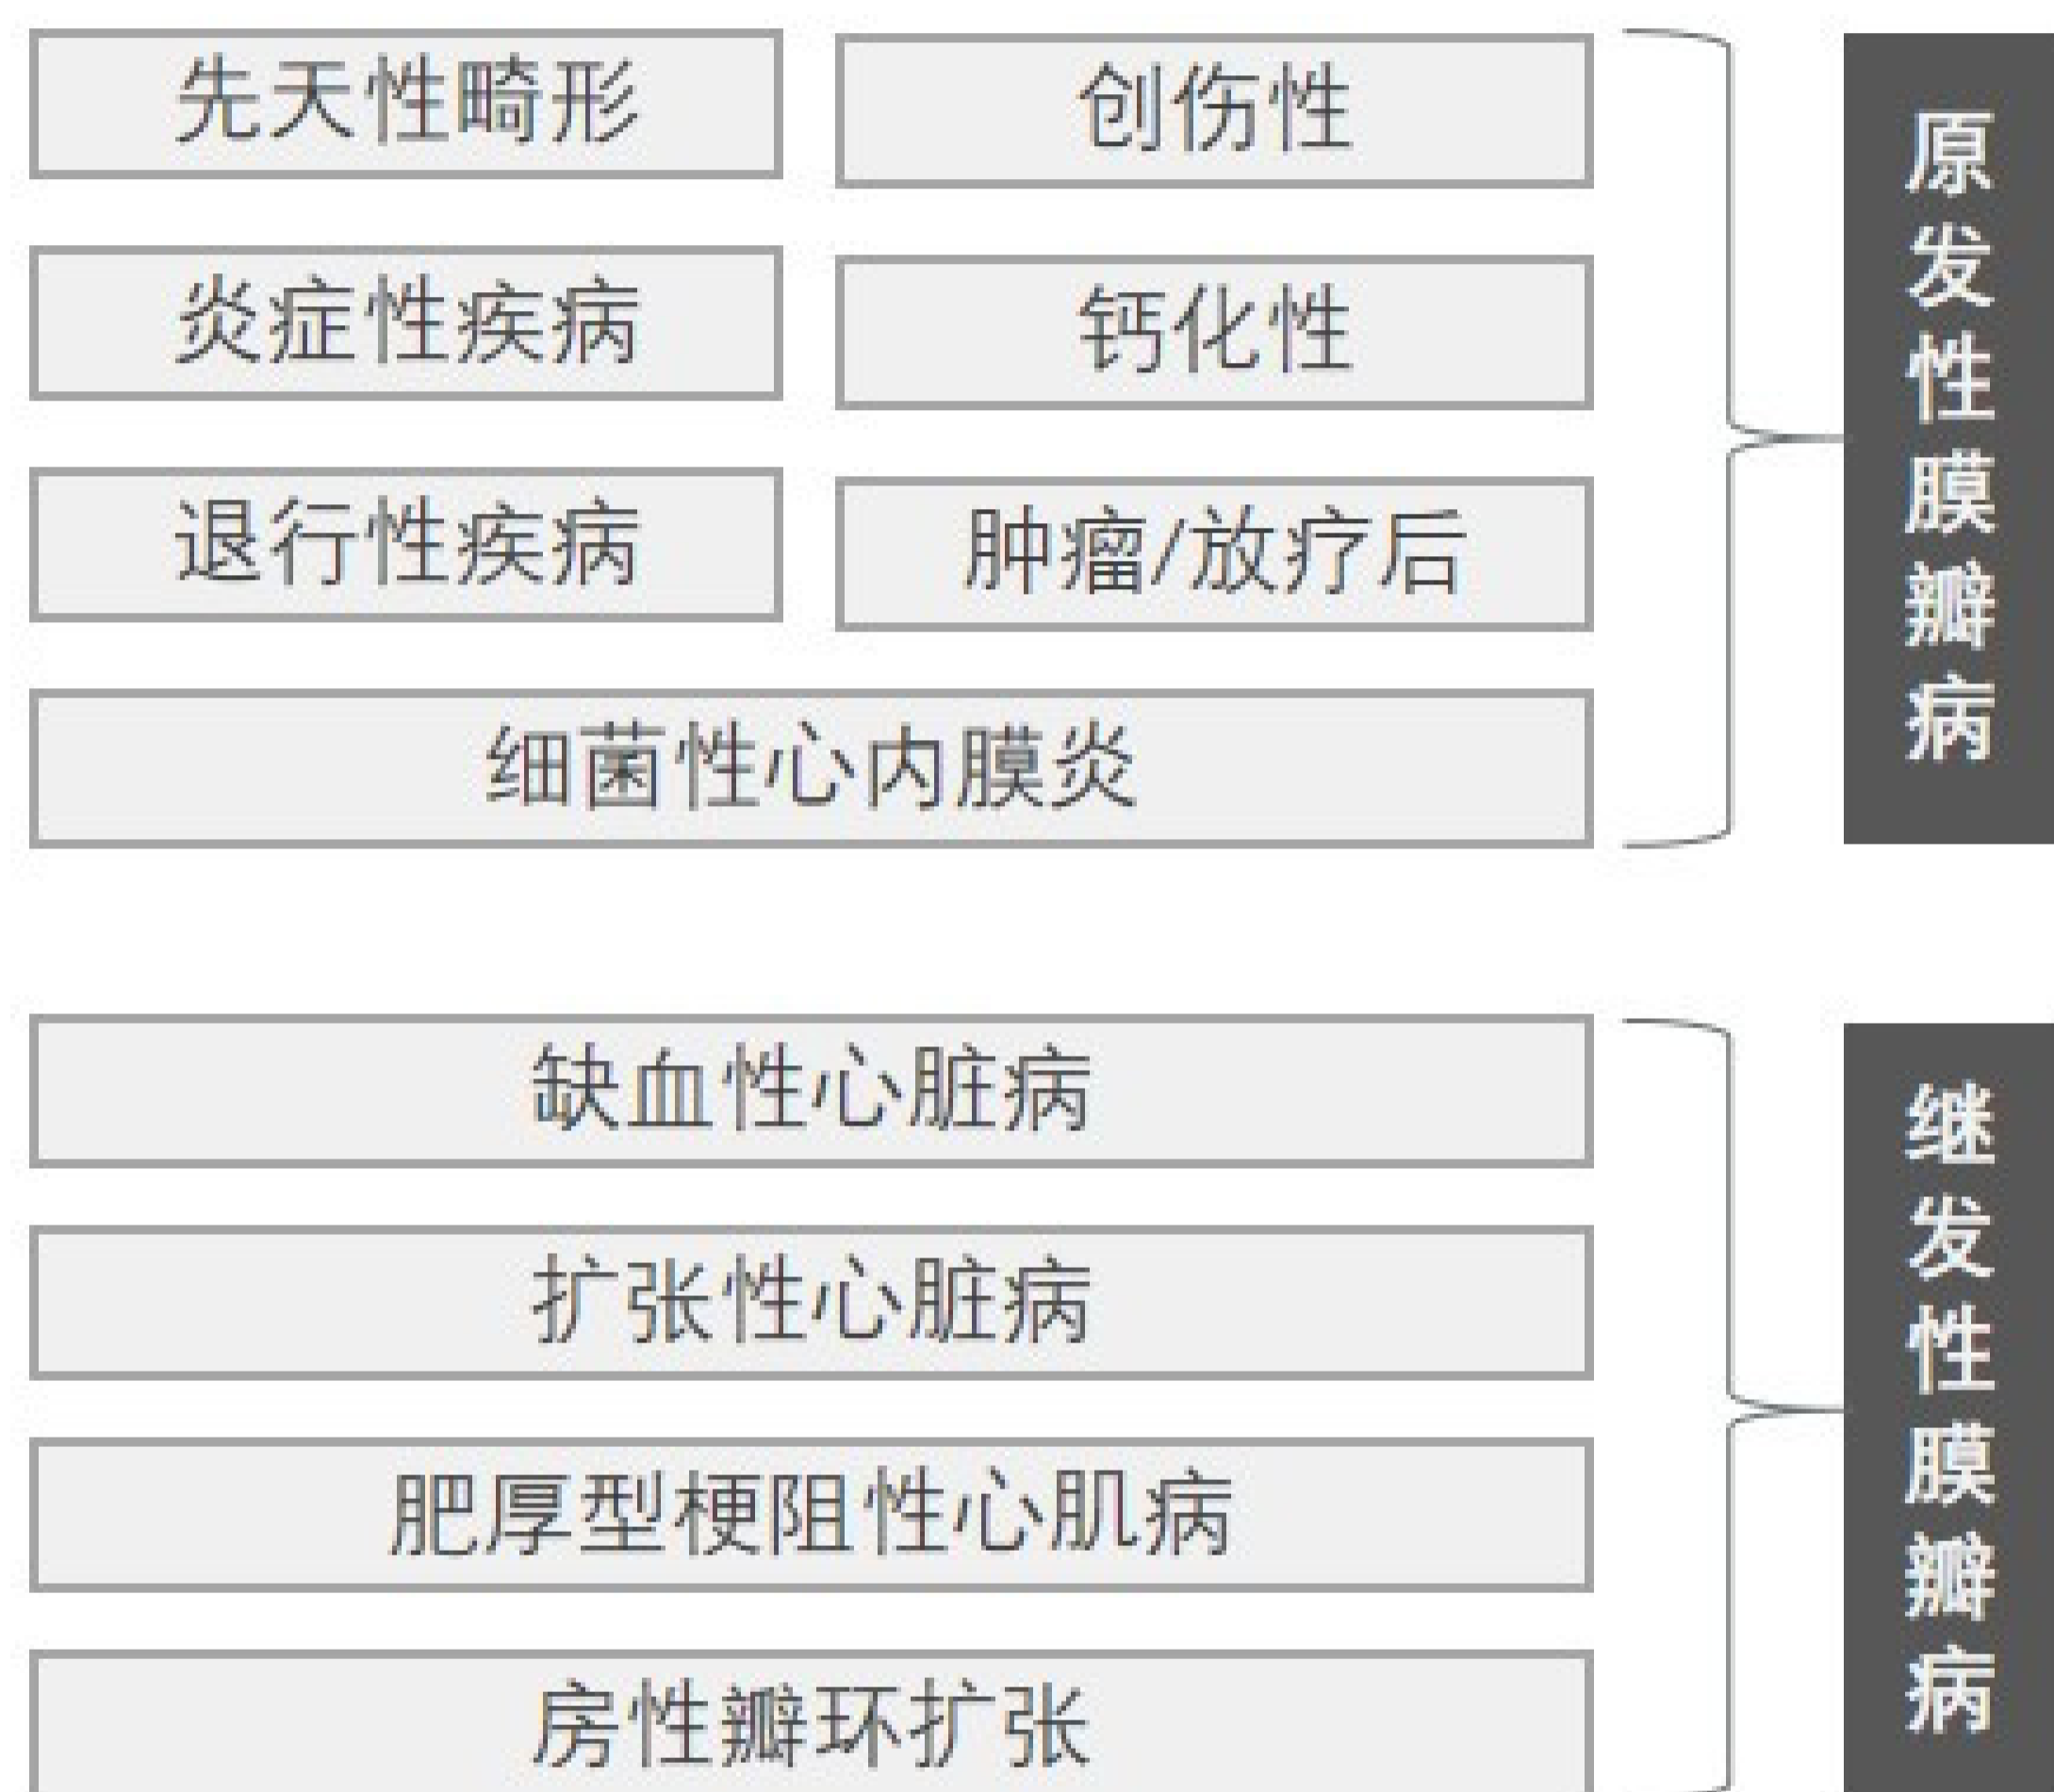 先天性畸形
创伤性
炎症性疾病
钙化性
退行性疾病
肿瘤/放疗后
细菌性心内膜炎
原发性膜瓣病
缺血性心脏病
扩张性心脏病
肥厚型梗阻性心肌病
房性瓣环扩张
继发性膜瓣病